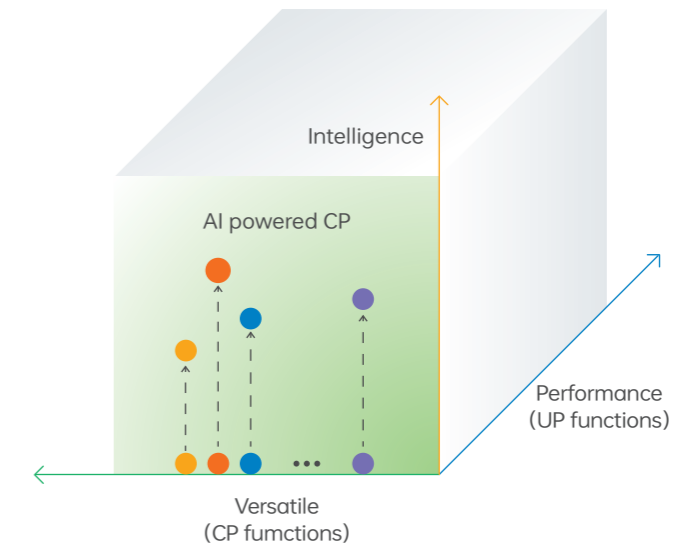 Intelligence
AI powered CP
Performance
(UP functions)
•••
Versatile
(CP fumctions)